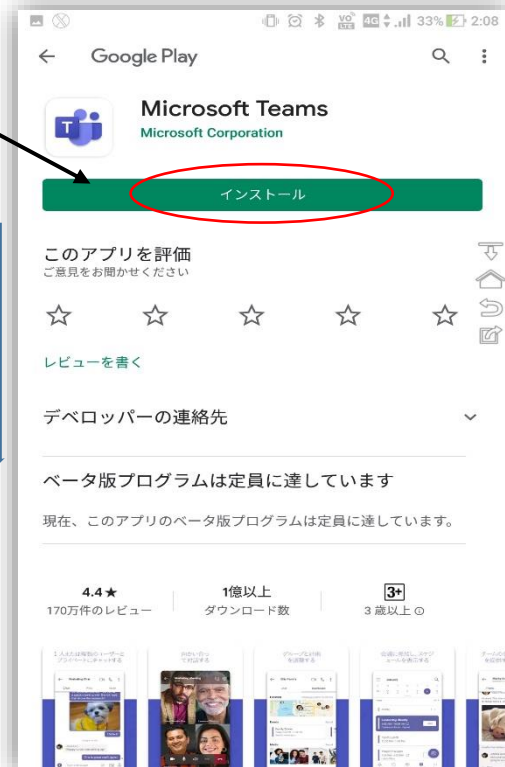 VO
LTE
4G
33%
2:08
Google Play
T
Microsoft Teams
Microsoft Corporation
インストール
このアプリを評価
ご意見をお聞かせください
レビューを書く
デベロッパーの連絡先
ベータ版プログラムは定員に達しています
現在、このアプリのベータ版プログラムは定員に達しています。
4.4★
170万件のレビュー
1億以上
ダウンロード数
3+
3 歳以上